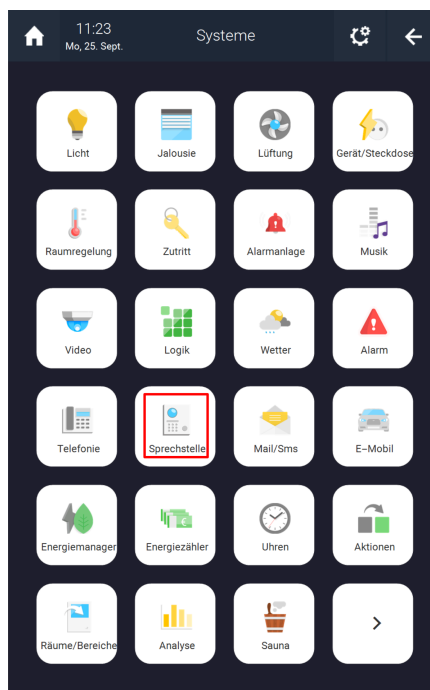 11:23
Mo, 25. Sept.
Systeme
Licht
Jalousie
Lüftung
Gerät/Steckdose
Raumregelung
Zutritt
Alarmanlage
Musik
Video
Logik
Wetter
Alarm
Telefonie
Sprechstelle
Mail/Sms
E–Mobil
Energiemanager
Energiezähler
Uhren
Aktionen
Räume/Bereiche
Analyse
Sauna